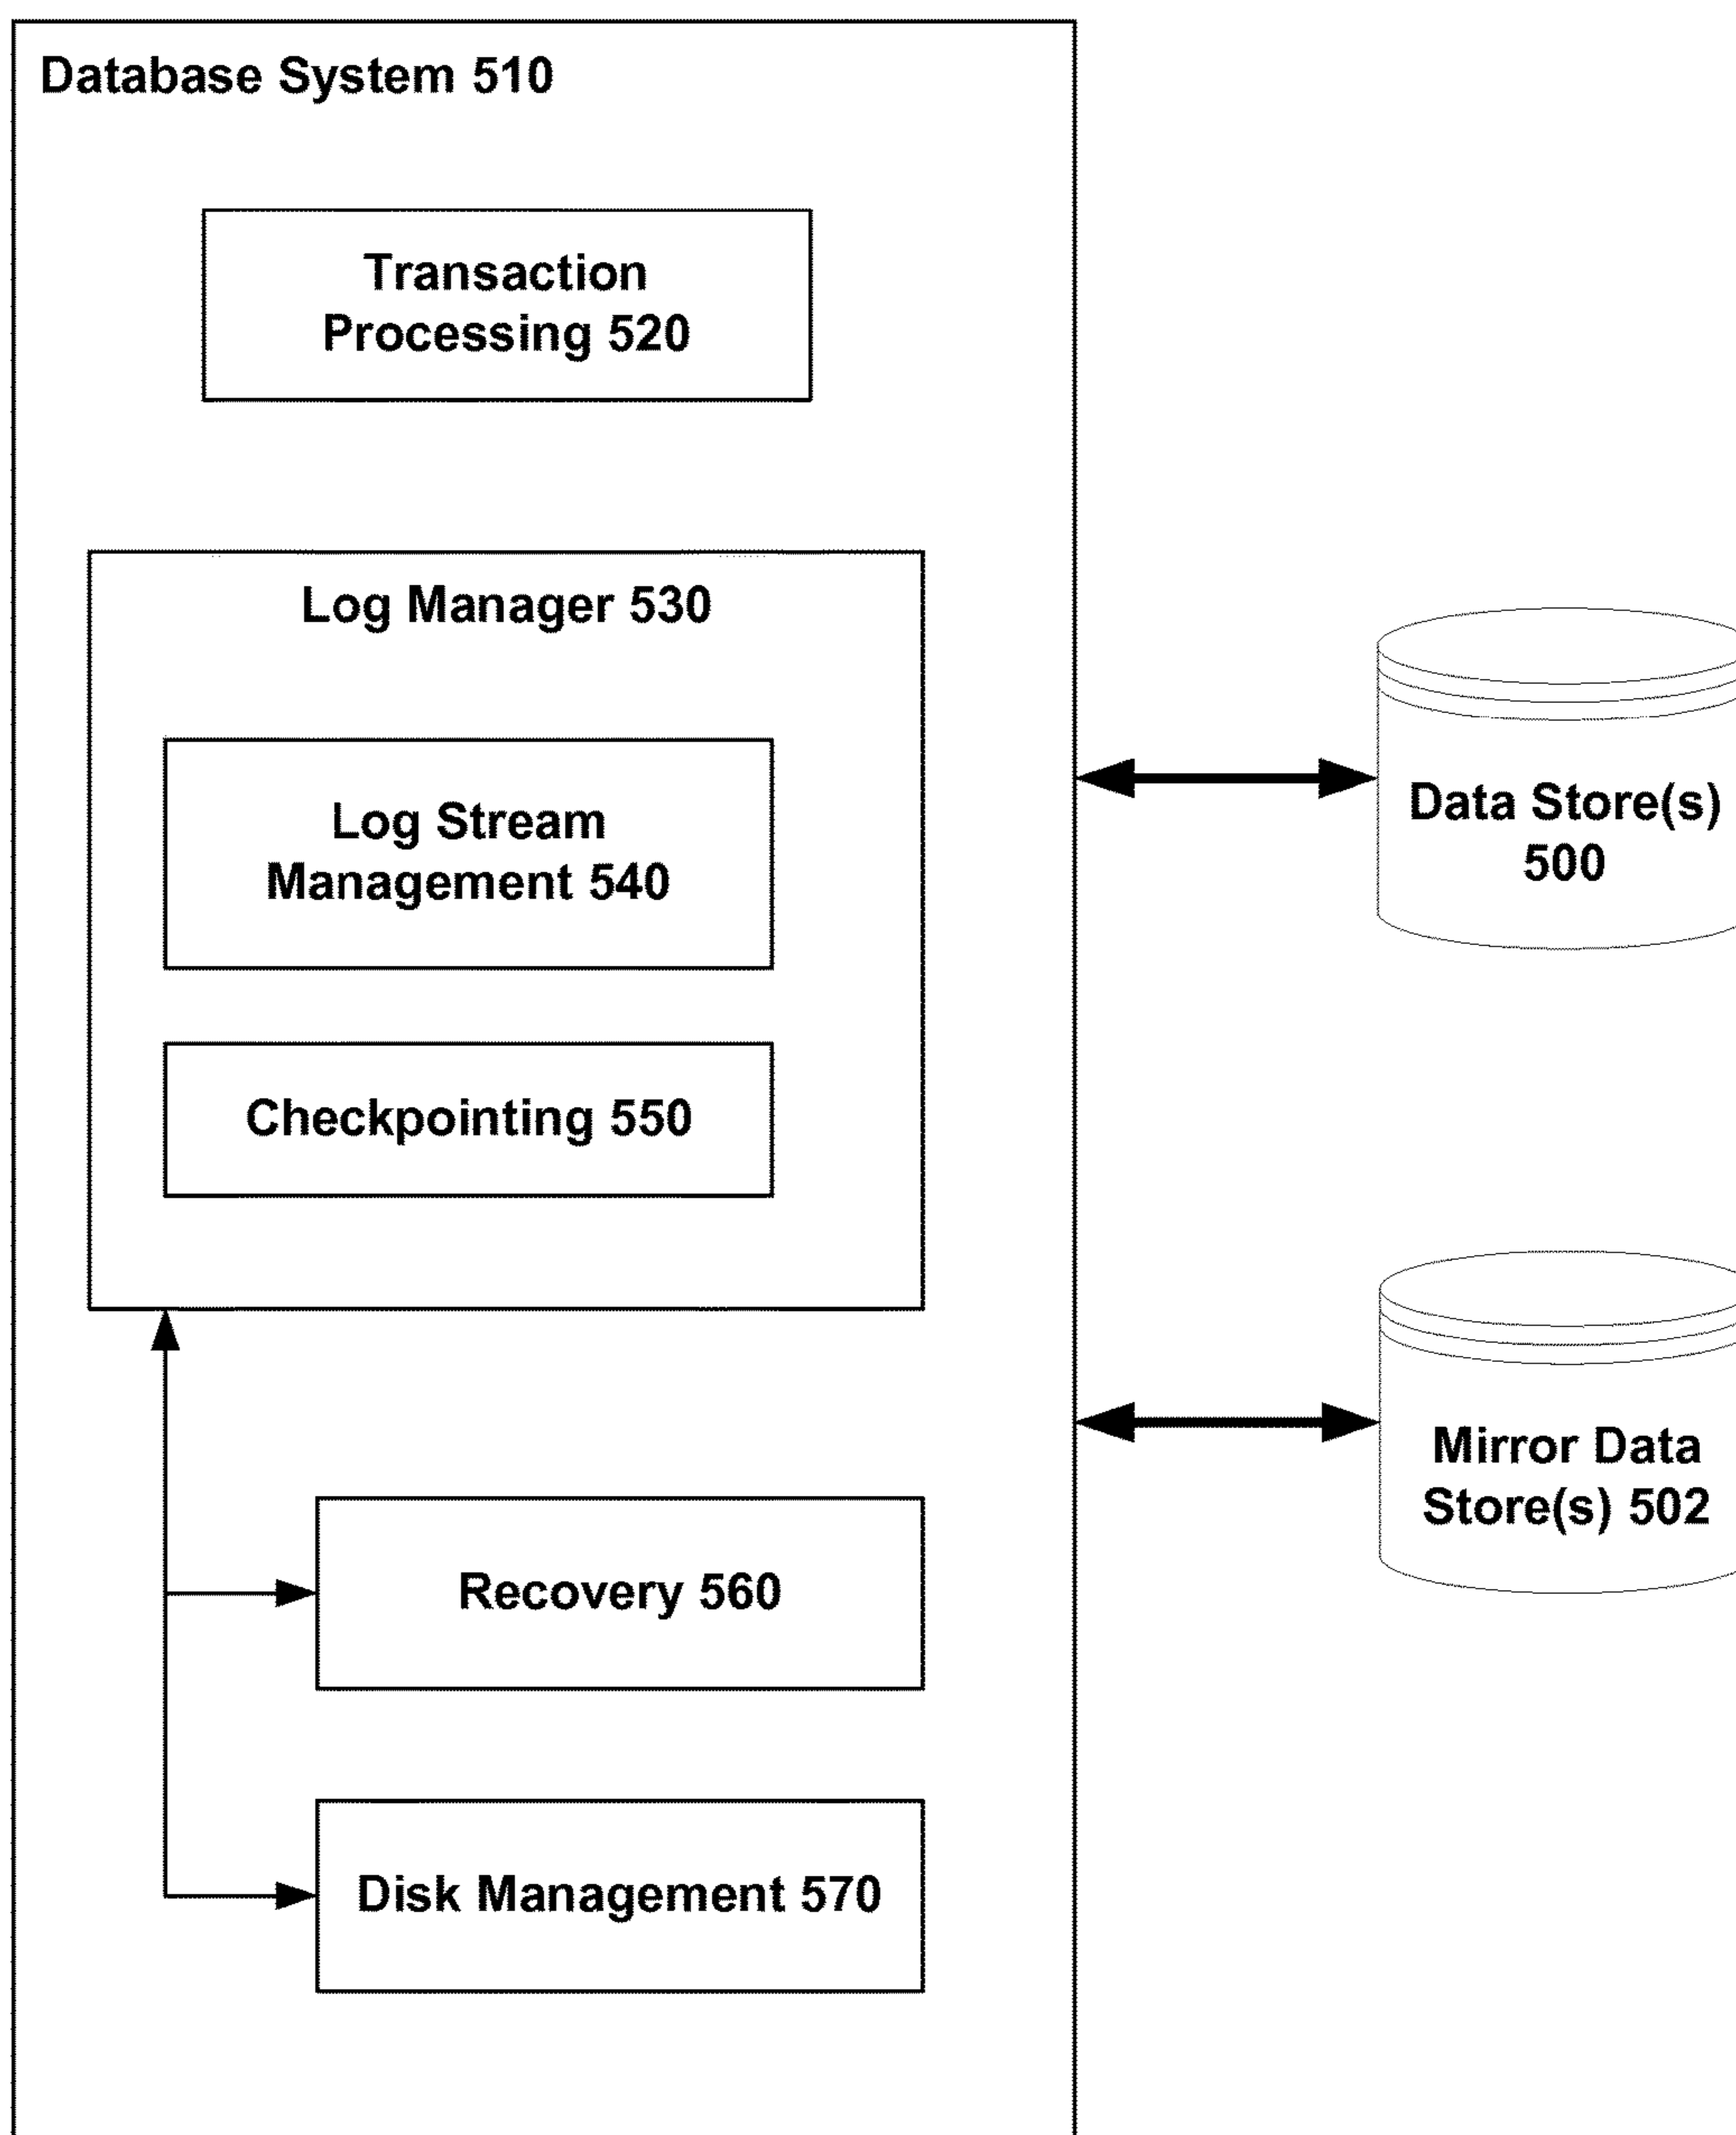 Database System 510
Transaction
Processing 520
Log Manager 530
Log Stream
Management 540
Checkpointing 550
Recovery 560
Disk Management 570
Data Store(s)
500
Mirror Data
Store(s) 502